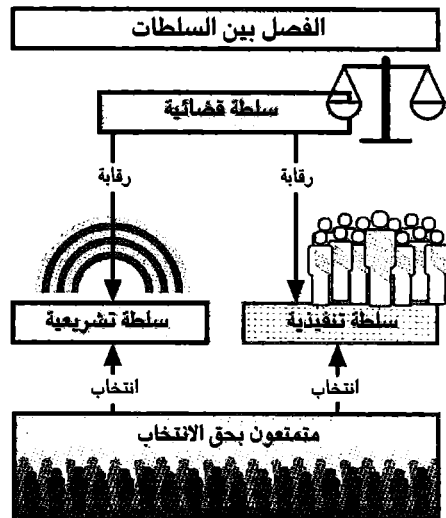 الفصل بين السلطات
سلطة قضائية
رقابة
رقابة
سلطة تنفيذية
سلطة تشريعية
انتخاب
انتخاب
متمتعون بحق الانتخاب